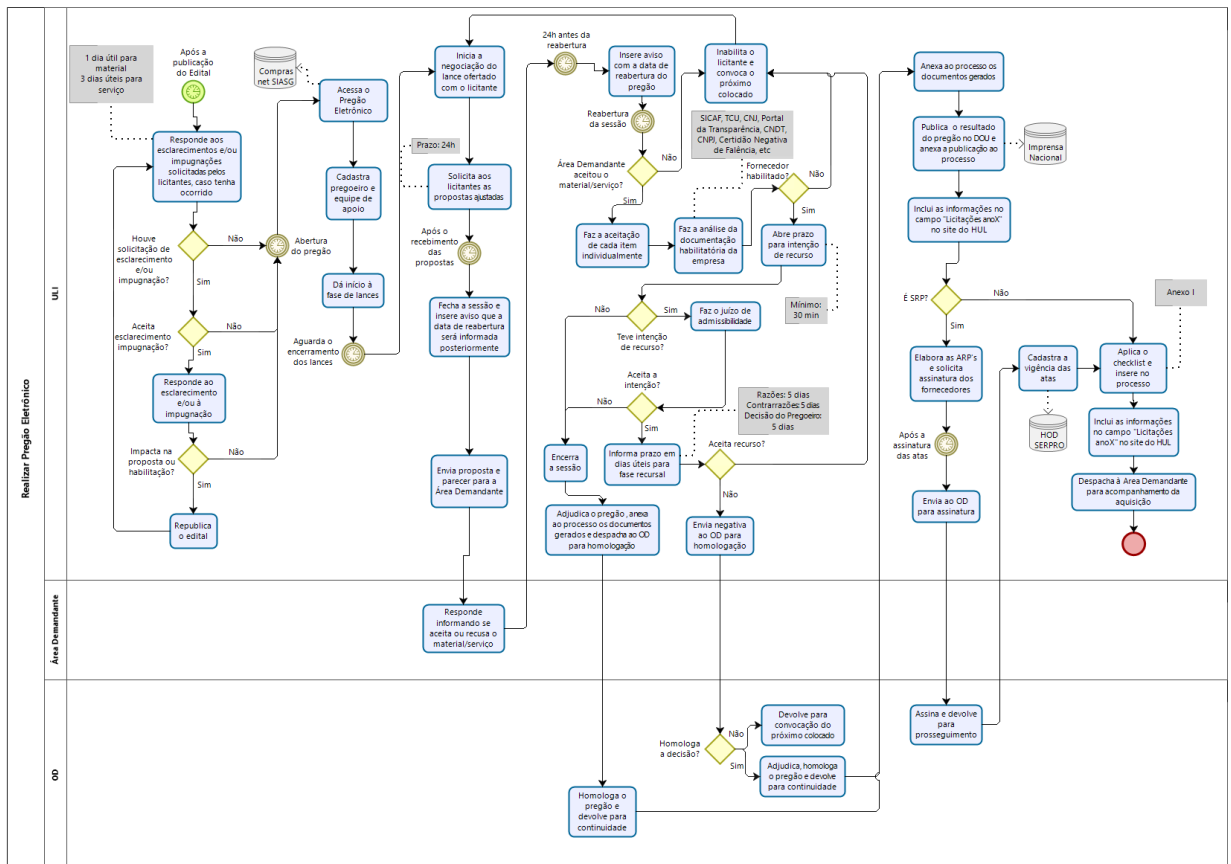 Realizar Pregão Eletrônico
ULI
Área Demandante
OD
1 dia útil para
material
3 dias úteis para
serviço
Após a
publicação
do Edital
Responde aos
esclarecimentos e/ou
impugnações
solicitadas pelos
licitantes, caso tenha
ocorrido
Houve
solicitação de
esclarecimento
e/ou
impugnação?
Não
Sim
Abertura
do pregão
Aceita
esclarecimento
impugnação?
Não
Sim
Responde ao
esclarecimento
e/ou à
impugnação
Impacta na
proposta ou
habilitação?
Não
Sim
Republica
o edital
Compras
net SIASG
Acessa o
Pregão
Eletrônico
Cadastra
pregoeiro e
equipe de
apoio
Dá início à
fase de lances
Aguarda o
encerramento
dos lances
Inicia a
negociação do
lance ofertado
com o licitante
Prazo: 24h
Solicita aos
licitantes as
propostas ajustadas
Após o
recebimento
das
propostas
Fecha a sessão e
insere aviso que a
data de reabertura
será informada
posteriormente
Envia proposta e
parecer para a
Área Demandante
Responde
informando se
aceita ou recusa o
material/serviço
24h antes da
reabertura
Insere aviso
com a data de
reabertura do
pregão
Reabertura
da sessão
Área Demandante
aceitou o
material/serviço?
Não
Sim
Inabilita o
licitante e
convoca o
próximo
colocado
SICAF, TCU, CNJ, Portal
da Transparência, CNDT,
CNPJ, Certidão Negativa
de Falência, etc
Faz a aceitação
de cada item
individualmente
Faz a análise da
documentação
habilitatória da
empresa
Fornecedor
habilitado?
Não
Sim
Abre prazo
para intenção
de recurso
Mínimo:
30 min
Teve intenção
de recurso?
Sim
Não
Faz o juízo de
admissibilidade
Aceita a
intenção?
Não
Sim
Razões: 5 dias
Contrarrazões: 5 dias
Decisão do Pregoeiro:
5 dias
Encerra
a sessão
Informa prazo em
dias úteis para
fase recursal
Aceita recurso?
Sim
Não
Adjudica o pregão, anexa
ao processo os documentos
gerados e despacha ao OD
para homologação
Envia negativa
ao OD para
homologação
Homologa
a decisão?
Não
Sim
Devolve para
convocação do
próximo colocado
Adjudica, homologa
o pregão e devolve
para continuidade
Homologa o
pregão e
devolve para
continuidade
Anexa ao processo os
documentos gerados
Publica o resultado
do pregão no DOU e
anexa a publicação ao
processo
Imprensa
Nacional
Inclui as informações no
campo "Licitações anoX"
no site do HUL
É SRP?
Não
Sim
Anexo I
Elabora as ARP's
e solicita
assinatura dos
fornecedores
Após a
assinatura
das atas
Envia ao OD
para assinatura
Assina e devolve
para
prosseguimento
Cadastra a
vigência das
atas
HOD
SERPRO
Aplica o
checklist e
insere no
processo
Inclui as informações
no campo "Licitações
anoX" no site do HUL
Despacha à Área Demandante
para acompanhamento da
aquisição